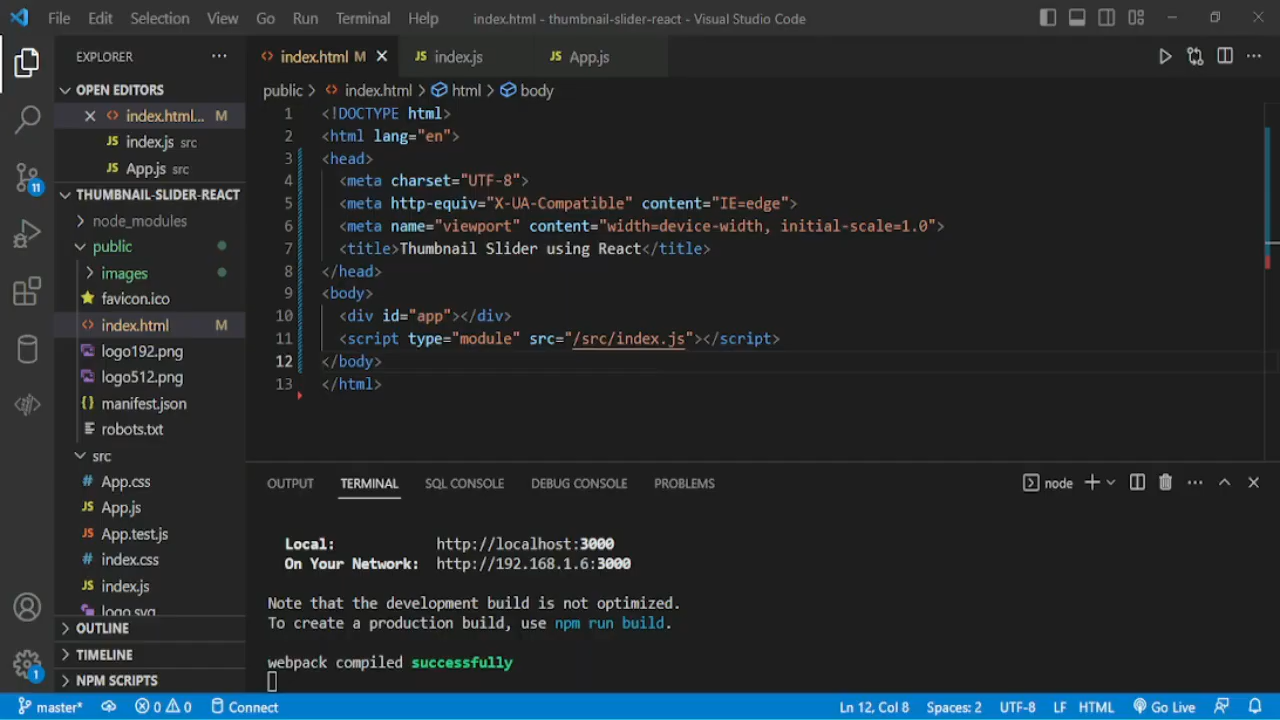 File Edit Selection View Go Run Terminal Help index.html - thumbnail-slider-react - Visual Studio Code
EXPLORER
OPEN EDITORS
index.html... M
index.js src
App.js src
THUMBNAIL-SLIDER-REACT
node_modules
public
images
favicon.ico
index.html M
logo192.png
logo512.png
manifest.json
robots.txt
src
App.css
App.js
App.test.js
index.css
index.js
logo.svg
OUTLINE
TIMELINE
NPM SCRIPTS
11
1
index.html M index.js App.js
public > index.html > html > body
1 <!DOCTYPE html>
2 <html lang="en">
3 <head>
4 <meta charset="UTF-8">
5 <meta http-equiv="X-UA-Compatible" content="IE=edge">
6 <meta name="viewport" content="width=device-width, initial-scale=1.0">
7 <title>Thumbnail Slider using React</title>
8 </head>
9 <body>
10 <div id="app"></div>
11 <script type="module" src="/src/index.js"></script>
12 </body>
13 </html>
OUTPUT TERMINAL SQL CONSOLE DEBUG CONSOLE PROBLEMS node
Local: http://localhost:3000
On Your Network: http://192.168.1.6:3000
Note that the development build is not optimized.
To create a production build, use npm run build.
webpack compiled successfully
master* 0 0 Connect Ln 12, Col 8 Spaces: 2 UTF-8 LF HTML Go Live